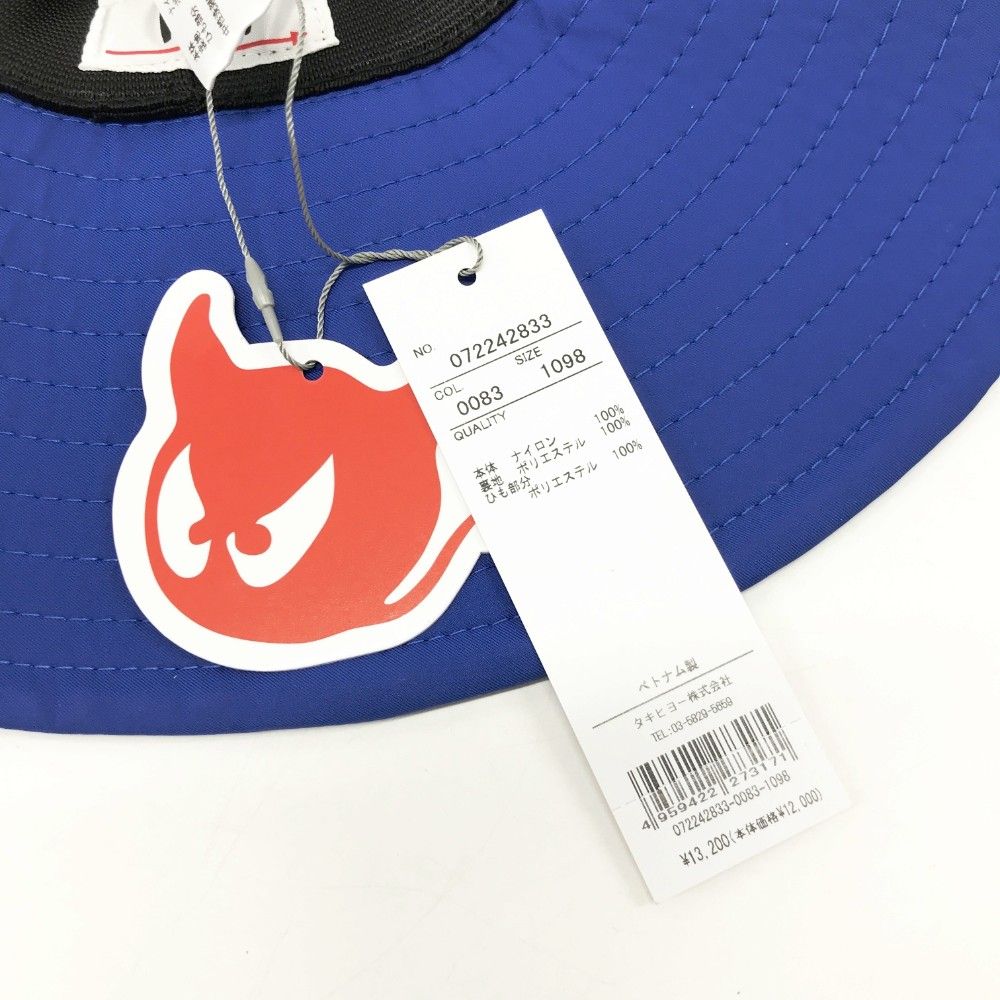 NO. 072242833
COL. SIZE
0083 1098
QUALITY
本体 ナイロン 100%
裏地 ポリエステル 100%
ひも部分 ポリエステル 100%
ベトナム製
タキヒヨー株式会社
TEL:03-5829-5659
4 959422 273171
072242833-0083-1098
¥13,200(本体価格¥12,000)